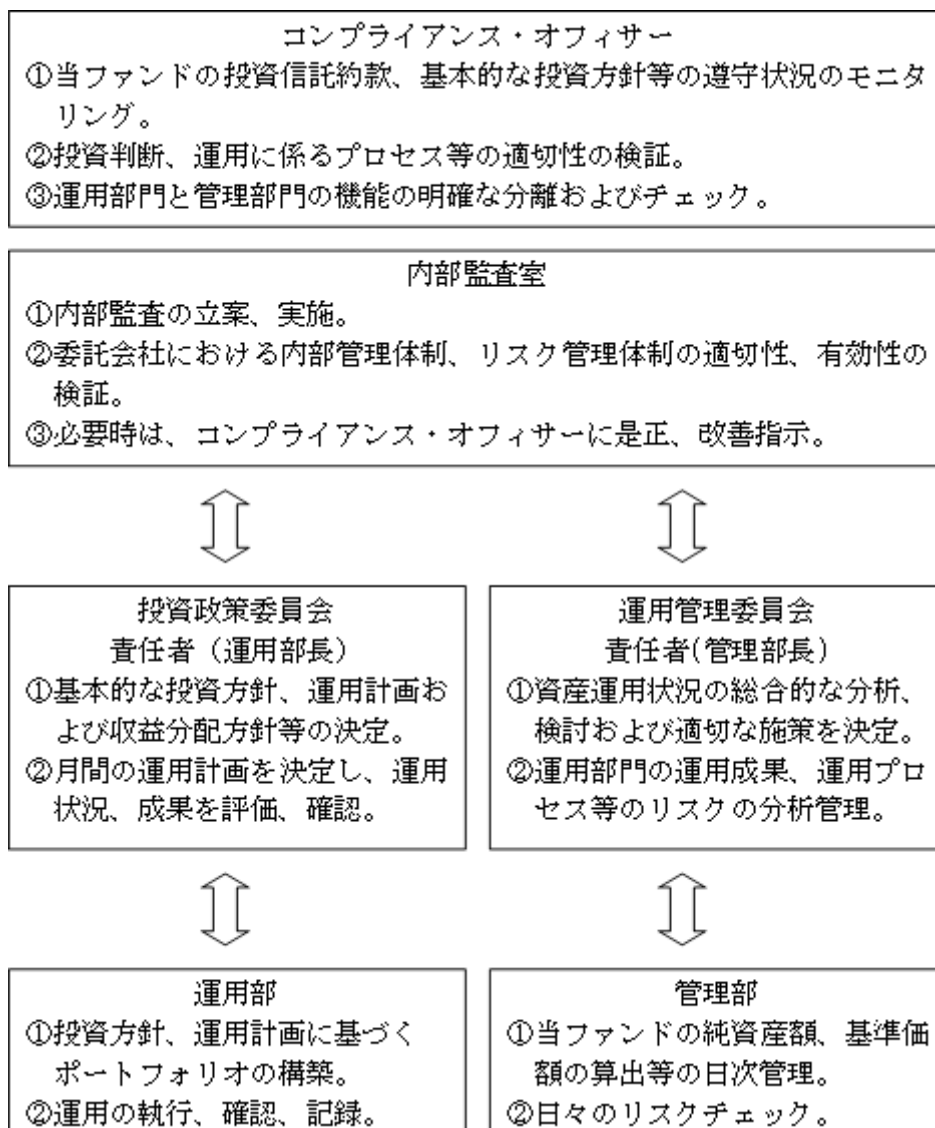 コンプライアンス・オフィサー
①当ファンドの投資信託約款、基本的な投資方針等の遵守状況のモニタ
リング。
②投資判断、運用に係るプロセス等の適切性の検証。
③運用部門と管理部門の機能の明確な分離およびチェック。
内部監査室
①内部監査の立案、実施。
②委託会社における内部管理体制、リスク管理体制の適切性、有効性の
検証。
③必要時は、コンプライアンス・オフィサーに是正、改善指示。
投資政策委員会
責任者（運用部長）
①基本的な投資方針、運用計画お
よび収益分配方針等の決定。
②月間の運用計画を決定し、運用
状況、成果を評価、確認。
運用管理委員会
責任者(管理部長)
①資産運用状況の総合的な分析、
検討および適切な施策を決定。
②運用部門の運用成果、運用プロ
セス等のリスクの分析管理。
運用部
①投資方針、運用計画に基づく
ポートフォリオの構築。
②運用の執行、確認、記録。
管理部
①当ファンドの純資産額、基準価
額の算出等の日次管理。
②日々のリスクチェック。